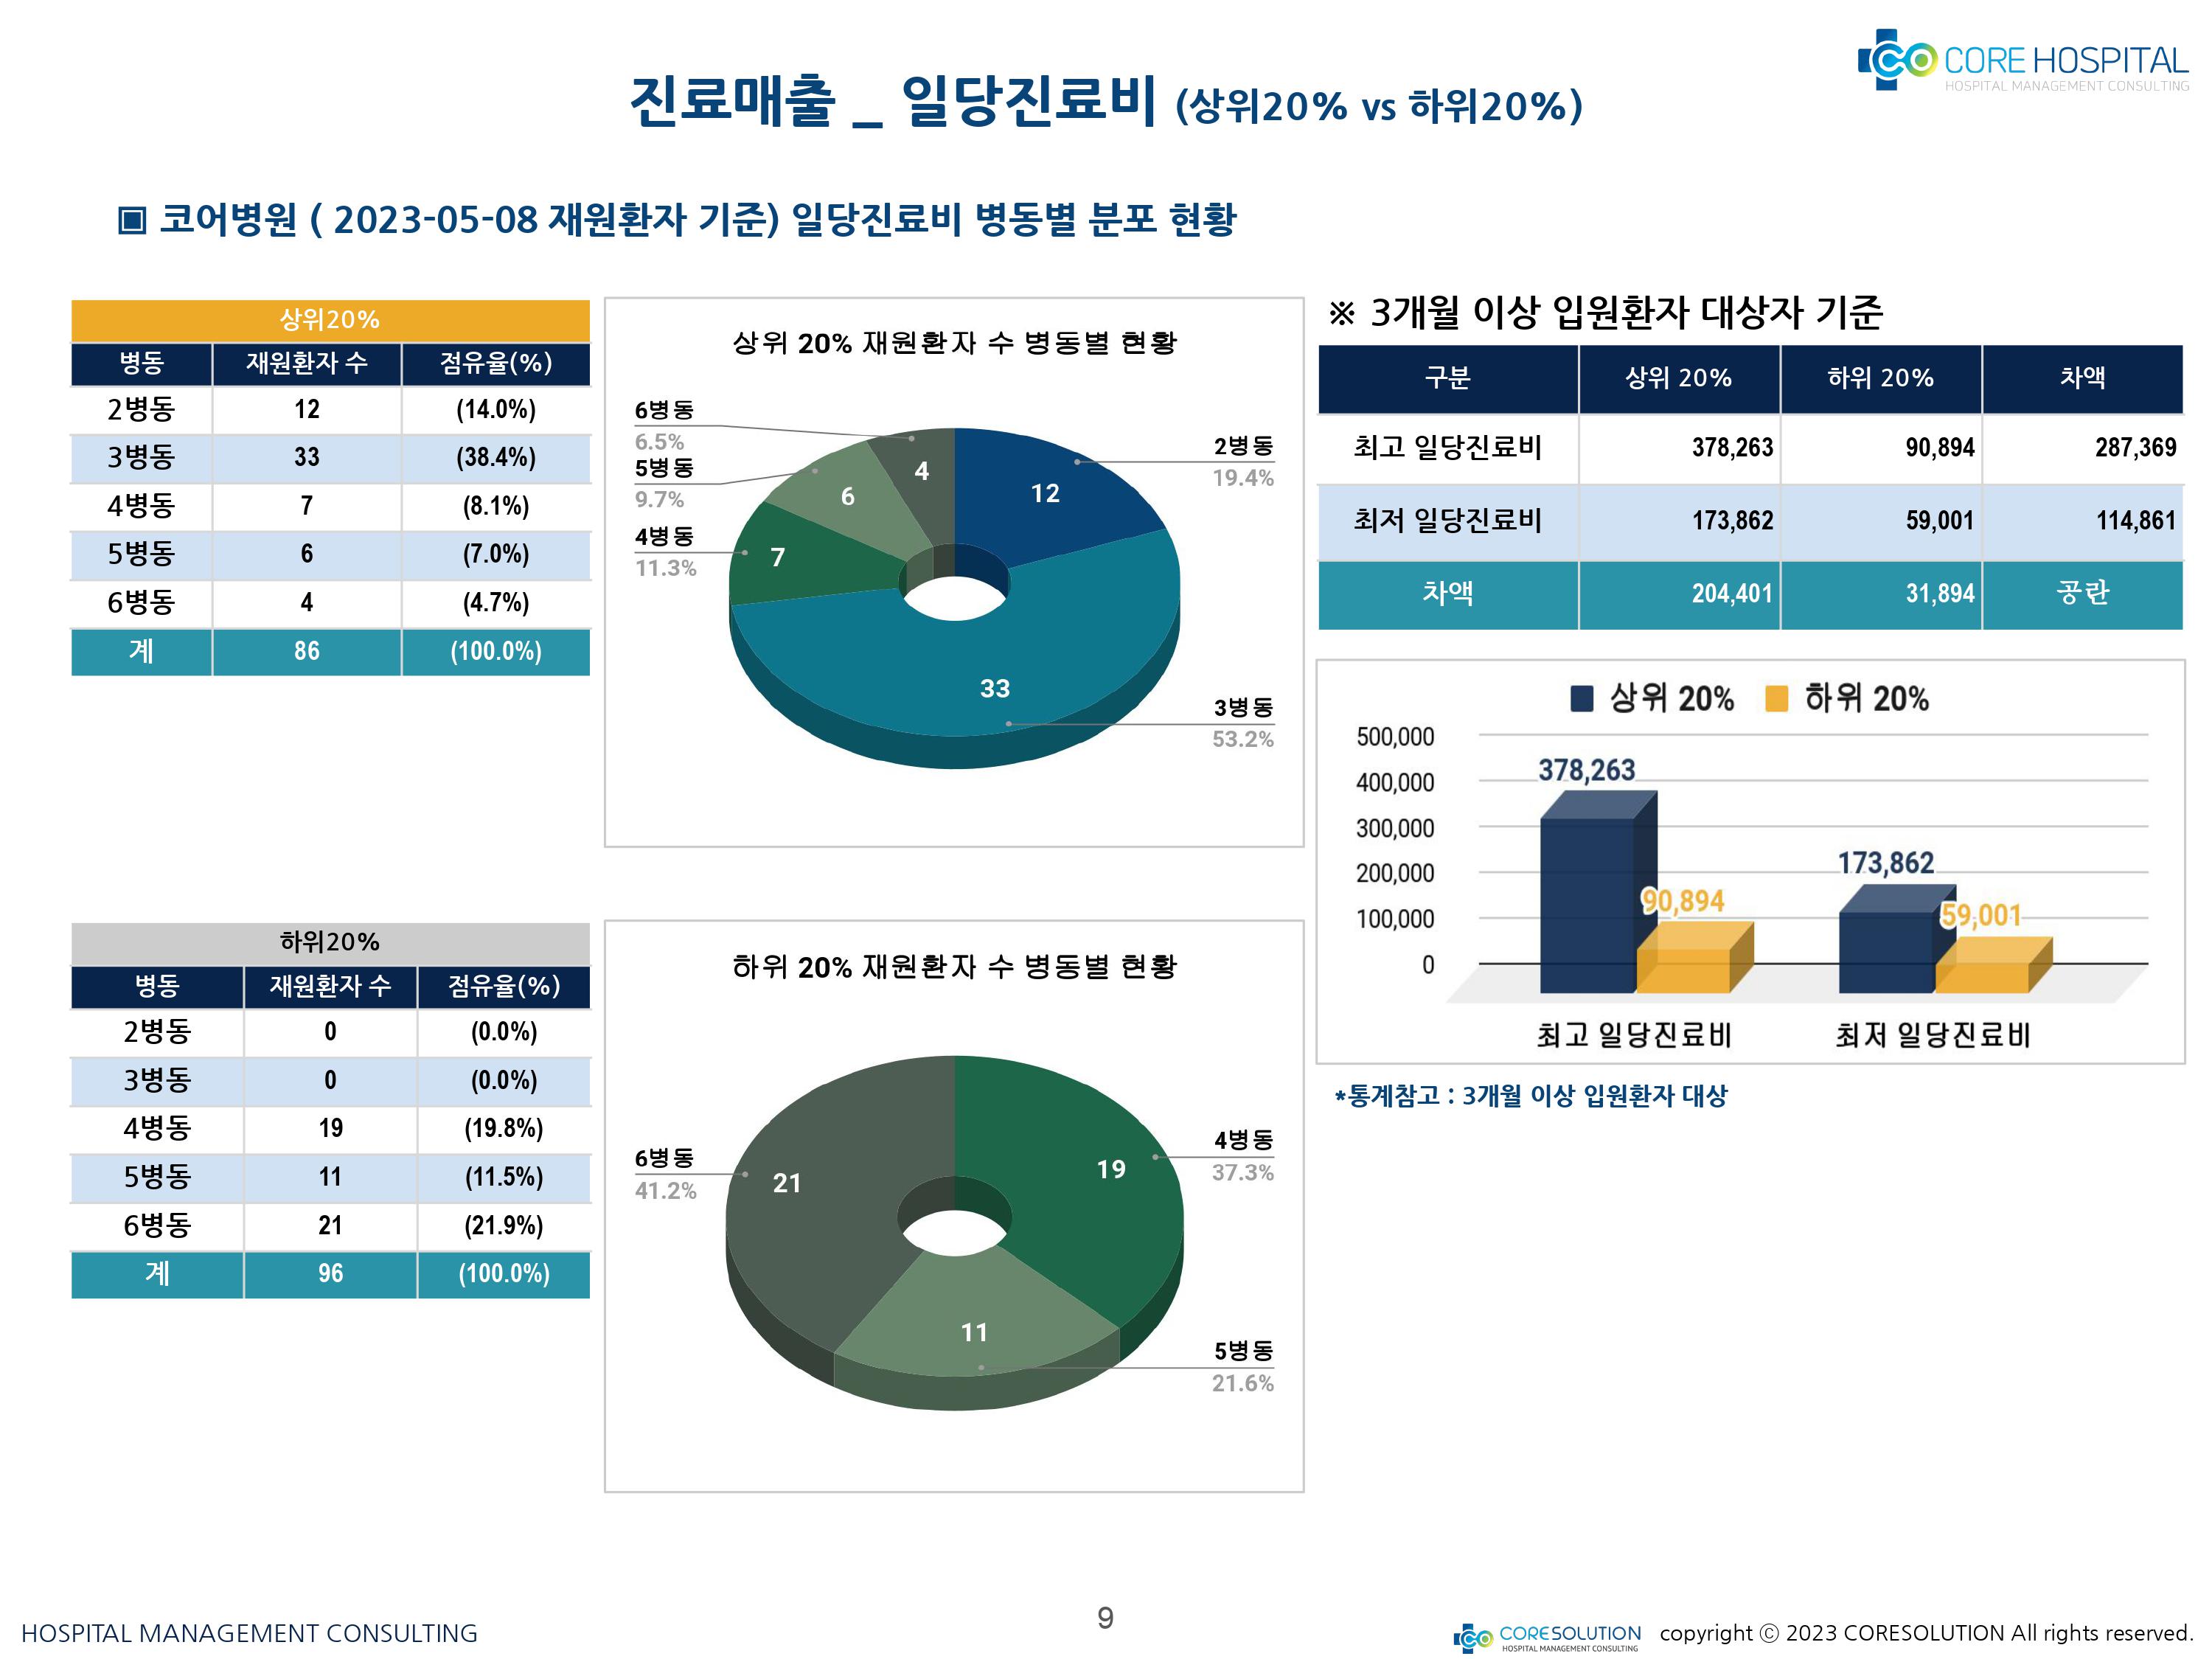 CO CORE HOSPITAL
HOSPITAL MANAGEMENT CONSULTING
진료매출 _ 일당진료비 (상위20% vs 하위20%)
▣ 코어병원 ( 2023-05-08 재원환자 기준) 일당진료비 병동별 분포 현황
상위20%
병동 재원환자 수 점유율(%)
2병동 12 (14.0%)
3병동 33 (38.4%)
4병동 7 (8.1%)
5병동 6 (7.0%)
6병동 4 (4.7%)
계 86 (100.0%)
상위 20% 재원환자 수 병동별 현황
6병동
6.5%
5병동
9.7%
4병동
11.3%
2병동
19.4%
3병동
53.2%
4
6
7
12
33
※ 3개월 이상 입원환자 대상자 기준
구분 상위 20% 하위 20% 차액
최고 일당진료비 378,263 90,894 287,369
최저 일당진료비 173,862 59,001 114,861
차액 204,401 31,894 공란
상위 20% 하위 20%
500,000
400,000
300,000
200,000
100,000
0
378,263
90,894
173,862
59,001
최고 일당진료비 최저 일당진료비
*통계참고 : 3개월 이상 입원환자 대상
하위20%
병동 재원환자 수 점유율(%)
2병동 0 (0.0%)
3병동 0 (0.0%)
4병동 19 (19.8%)
5병동 11 (11.5%)
6병동 21 (21.9%)
계 96 (100.0%)
하위 20% 재원환자 수 병동별 현황
6병동
41.2%
4병동
37.3%
5병동
21.6%
21
19
11
HOSPITAL MANAGEMENT CONSULTING
9
CO CORESOLUTION
HOSPITAL MANAGEMENT CONSULTING
copyright ⓒ 2023 CORESOLUTION All rights reserved.